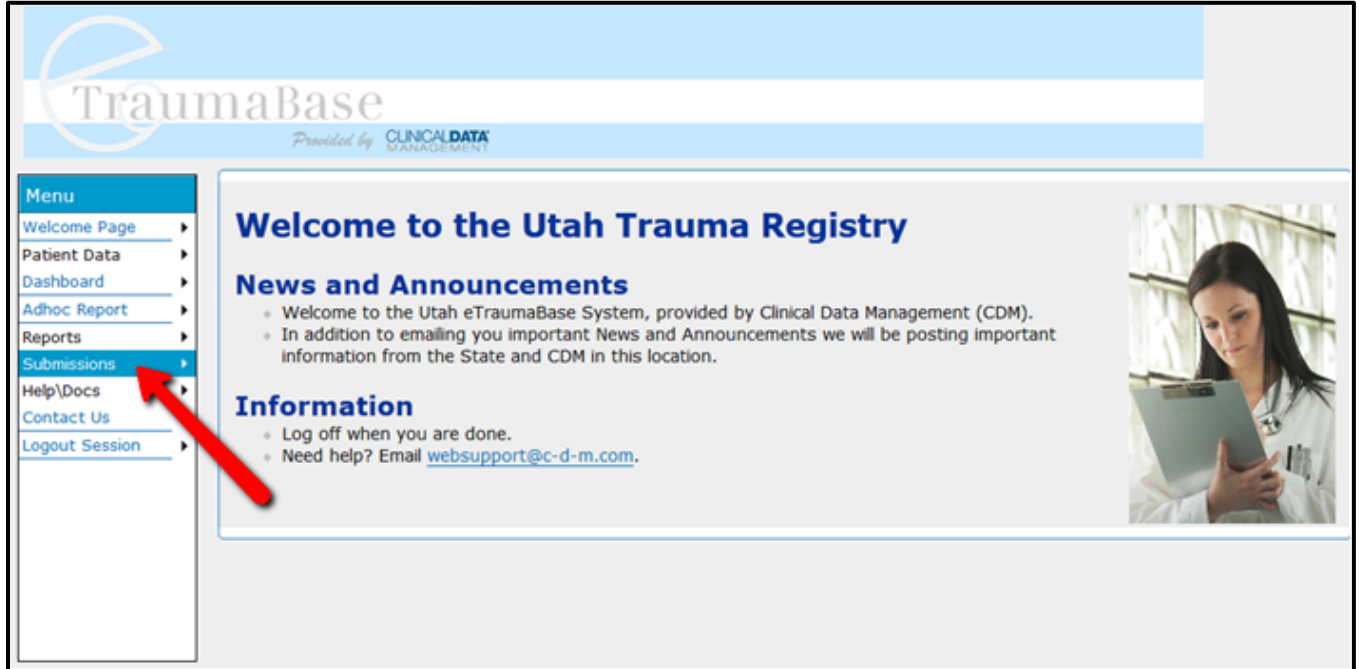 TraumaBase
Provided by CLINICALDATA
MANAGEMENT
Menu
Welcome Page
Patient Data
Dashboard
Adhoc Report
Reports
Submissions
Help\Docs
Contact Us
Logout Session
Welcome to the Utah Trauma Registry
News and Announcements
Welcome to the Utah eTraumaBase System, provided by Clinical Data Management (CDM).
In addition to emailing you important News and Announcements we will be posting important
information from the State and CDM in this location.
Information
Log off when you are done.
Need help? Email websupport@c-d-m.com.